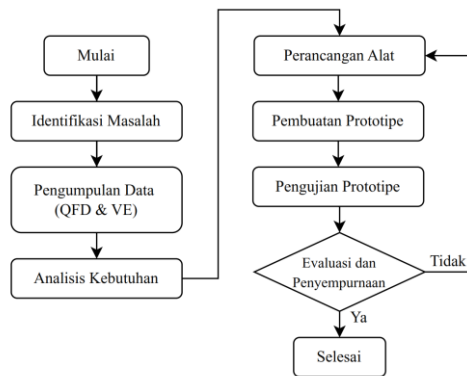 Mulai
Identifikasi Masalah
Pengumpulan Data
(QFD & VE)
Analisis Kebutuhan
Perancangan Alat
Pembuatan Prototipe
Pengujian Prototipe
Evaluasi dan
Penyempurnaan
Tidak
Ya
Selesai